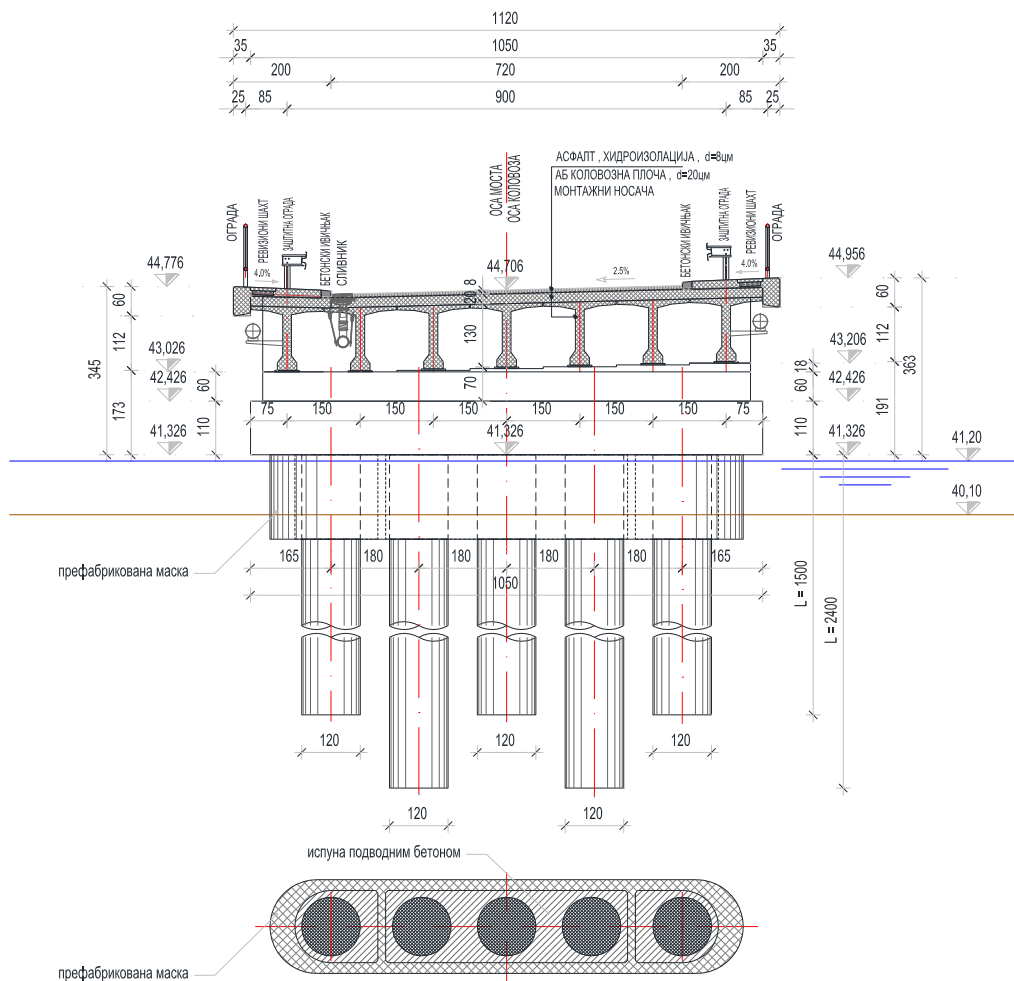 1120
35 1050 35
200 720 200
25 85 900 85 25
АСФАЛТ , ХИДРОИЗОЛАЦИЈА , d=8цм
АБ КОЛОВОЗНА ПЛОЧА , d=20цм
МОНТАЖНИ НОСАЧА
ОСА МОСТА
ОСА КОЛОВОЗА
ОГРАДА
РЕВИЗИОНИ ШАХТ
ЗАШТИТНА ОГРАДА
БЕТОНСКИ ИВИЧЊАК
СЛИВНИК
БЕТОНСКИ ИВИЧЊАК
ЗАШТИТНА ОГРАДА
РЕВИЗИОНИ ШАХТ
ОГРАДА
44,776
4,0%
44,706
8
2.5%
4.0%
44,956
60
20
60
345
112
130
112
363
43,026
43,206
18
42,426
60
70
60
42,426
173
191
75 150 150 150 150 150 150 75
110
110
41,326
41,326
41,326
41,20
40,10
165 180 180 180 180 165
префабрикована маска
1050
L = 1500
L = 2400
120 120 120
120 120
испуна подводним бетоном
префабрикована маска